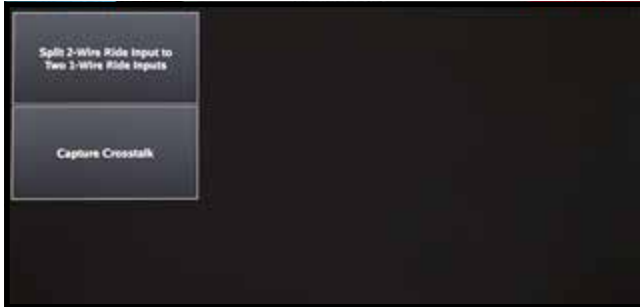 Split 2-Wire Ride Input to
Two 1-Wire Ride Inputs
Capture Crosstalk